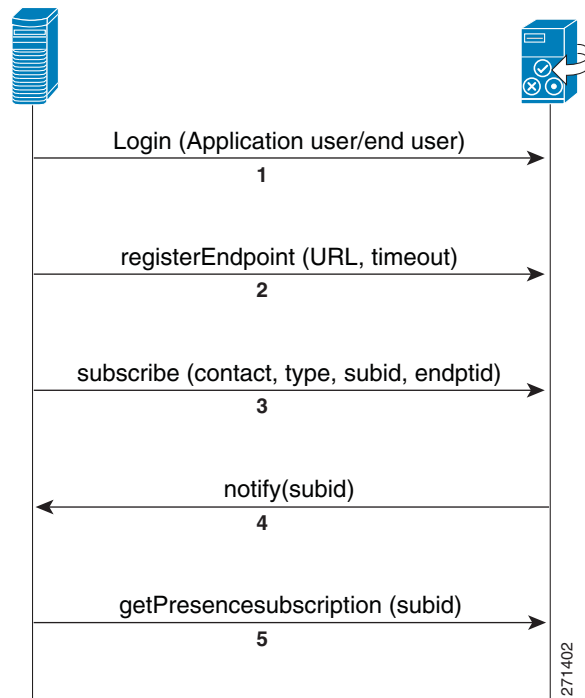 Login (Application user/end user)
1
registerEndpoint (URL, timeout)
2
subscribe (contact, type, subid, endptid)
3
notify(subid)
4
getPresencesubscription (subid)
5
271402